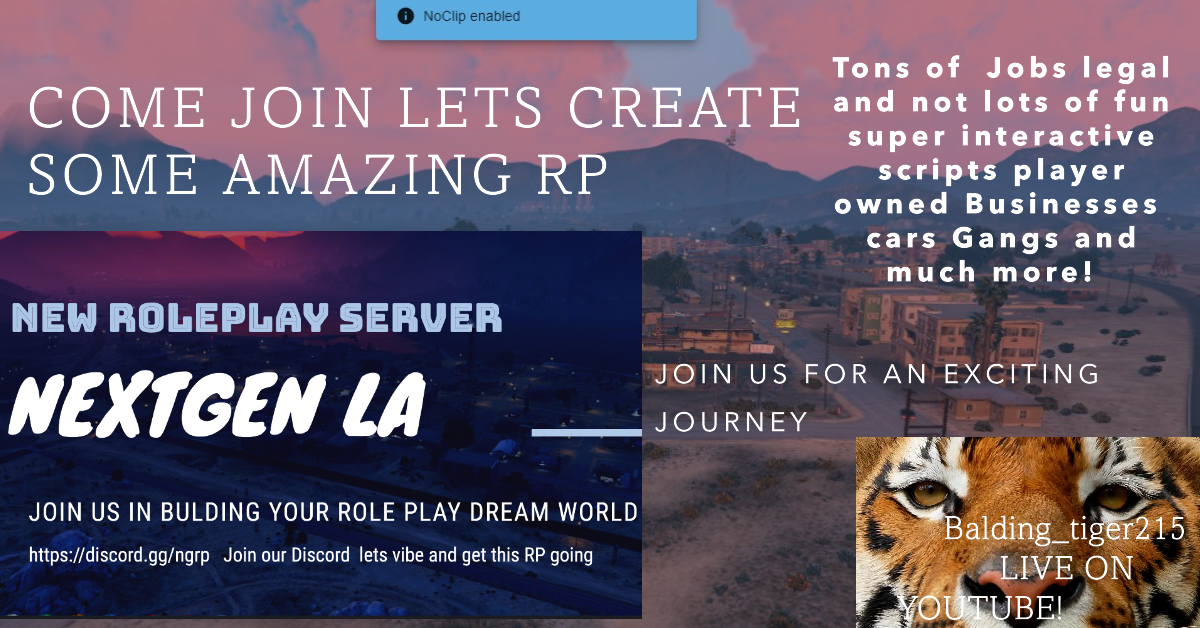 NoClip enabled
COME JOIN LETS CREATE
SOME AMAZING RP
Tons of Jobs legal
and not lots of fun
super interactive
scripts player
owned Businesses
cars Gangs and
much more!
NEW ROLEPLAY SERVER
NEXTGEN LA
JOIN US IN BULDING YOUR ROLE PLAY DREAM WORLD
https://discord.gg/ngrp Join our Discord lets vibe and get this RP going
JOIN US FOR AN EXCITING
JOURNEY
Balding_tiger215
LIVE ON
YOUTUBE!